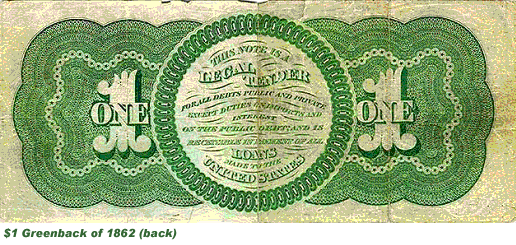 ONE
1
THIS NOTE IS A
LEGAL
TENDER
FOR ALL DEBTS PUBLIC AND PRIVATE
EXCEPT DUTIES ON IMPORTS AND
INTEREST
ON THE PUBLIC DEBT; AND IS
RECEIVABLE IN PAYMENT OF ALL
LOANS
MADE TO THE
UNITED STATES
ONE
1
$1 Greenback of 1862 (back)